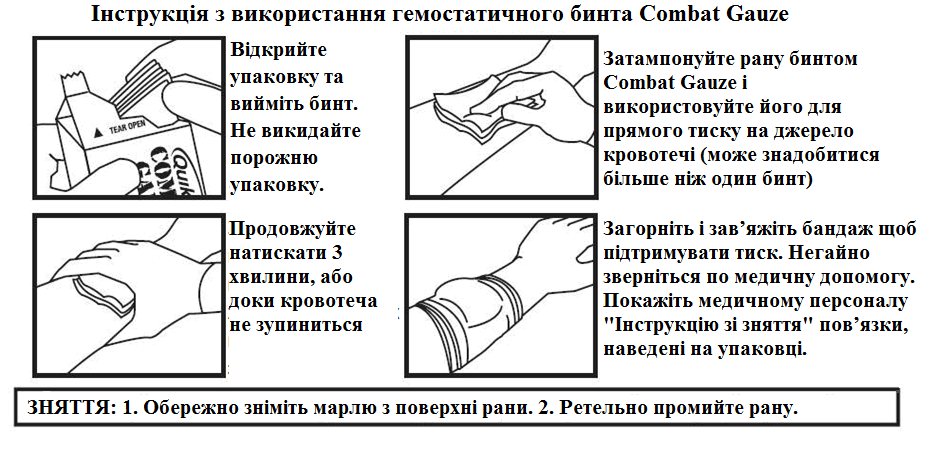 Інструкція з використання гемостатичного бинта Combat Gauze
Відкрийте
упаковку та
вийміть бинт.
Не викидайте
порожню
упаковку.
TEAR OPEN
Quik
COM
Затампонуйте рану бинтом
Combat Gauze і
використовуйте його для
прямого тиску на джерело
кровотечі (може знадобитися
більше ніж один бинт)
Продовжуйте
натискати 3
хвилини, або
доки кровотеча
не зупиниться
Загорніть і зав’яжіть бандаж щоб
підтримувати тиск. Негайно
зверніться по медичну допомогу.
Покажіть медичному персоналу
"Інструкцію зі зняття" пов’язки,
наведені на упаковці.
ЗНЯТТЯ: 1. Обережно зніміть марлю з поверхні рани. 2. Ретельно промийте рану.